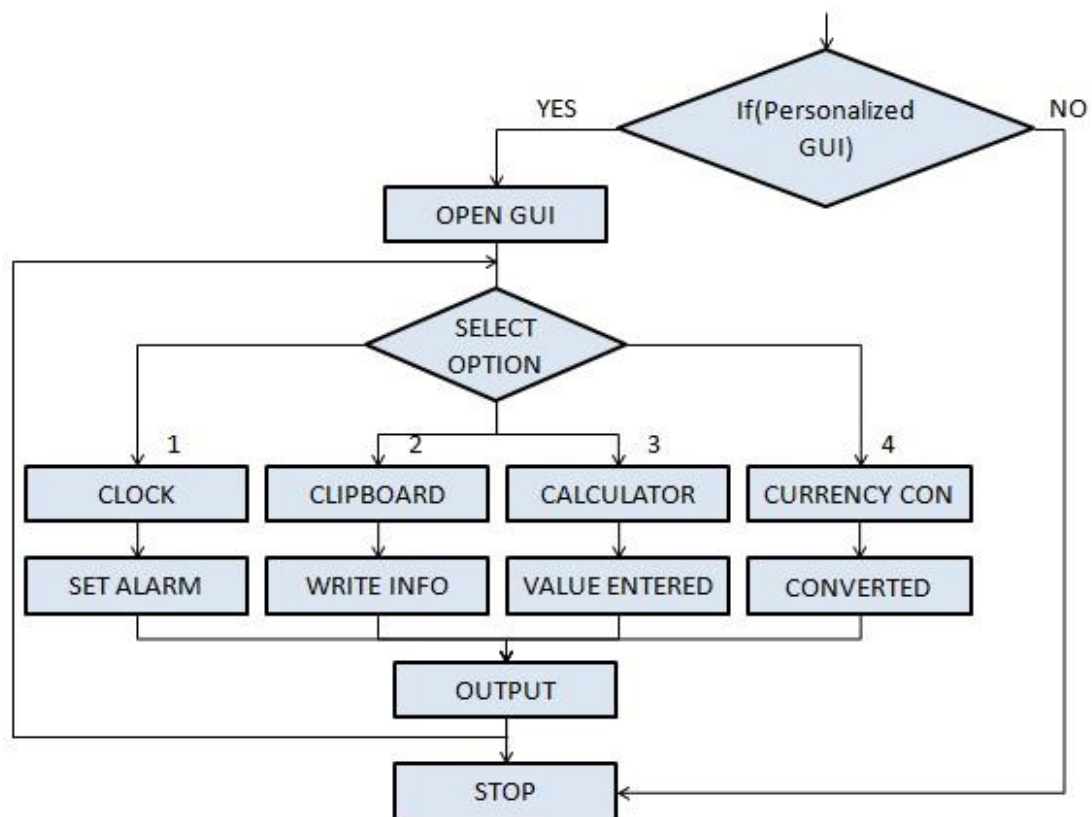 If(Personalized
GUI)
YES
NO
OPEN GUI
SELECT
OPTION
1
2
3
4
CLOCK
CLIPBOARD
CALCULATOR
CURRENCY CON
SET ALARM
WRITE INFO
VALUE ENTERED
CONVERTED
OUTPUT
STOP